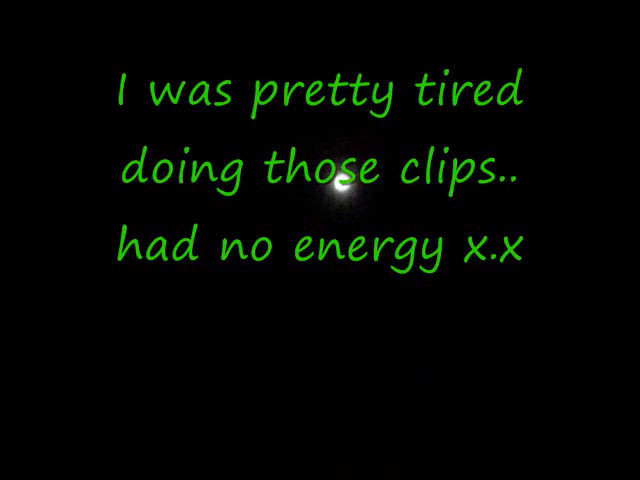 I was pretty tired
doing those clips..
had no energy x.x